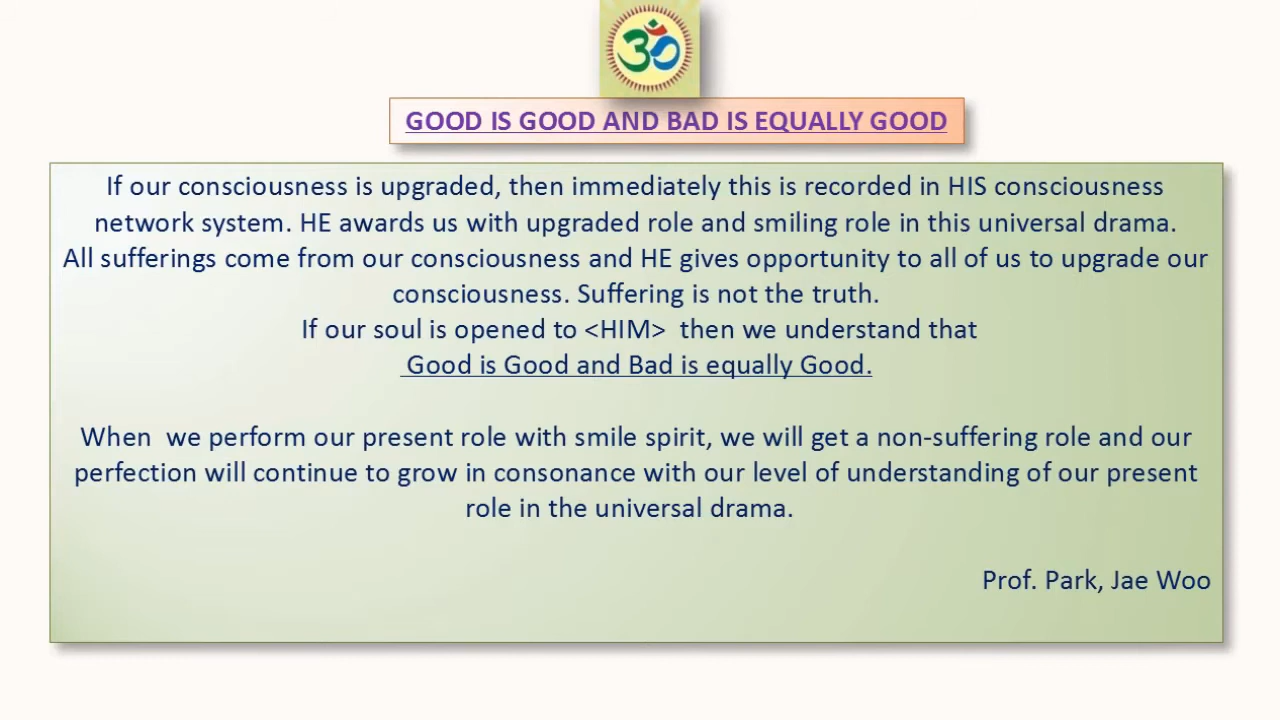 ॐ
GOOD IS GOOD AND BAD IS EQUALLY GOOD
If our consciousness is upgraded, then immediately this is recorded in HIS consciousness
network system. HE awards us with upgraded role and smiling role in this universal drama.
All sufferings come from our consciousness and HE gives opportunity to all of us to upgrade our
consciousness. Suffering is not the truth.
If our soul is opened to <HIM>  then we understand that
Good is Good and Bad is equally Good.
When  we perform our present role with smile spirit, we will get a non-suffering role and our
perfection will continue to grow in consonance with our level of understanding of our present
role in the universal drama.
Prof. Park, Jae Woo